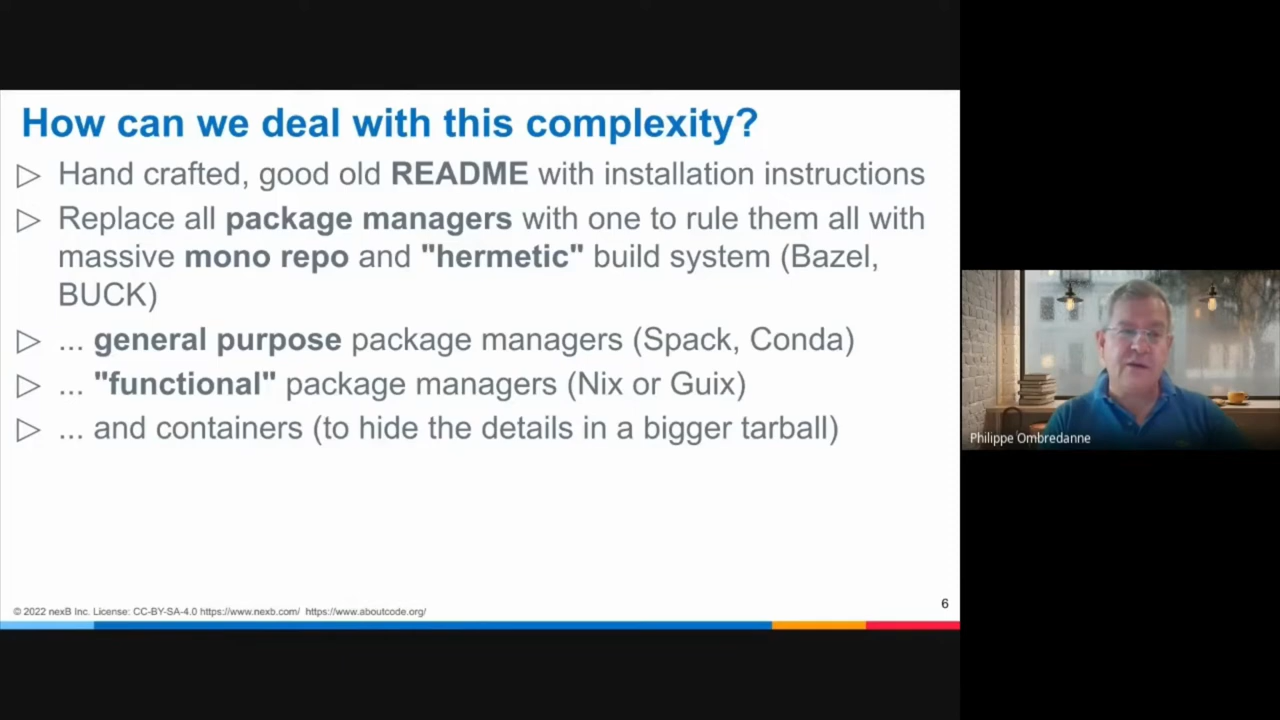 How can we deal with this complexity?
▷ Hand crafted, good old README with installation instructions
▷ Replace all package managers with one to rule them all with
massive mono repo and "hermetic" build system (Bazel,
BUCK)
▷ ... general purpose package managers (Spack, Conda)
▷ ... "functional" package managers (Nix or Guix)
▷ ... and containers (to hide the details in a bigger tarball)
© 2022 nexB Inc. License: CC-BY-SA-4.0 https://www.nexb.com/ https://www.aboutcode.org/
6
Philippe Ombredanne